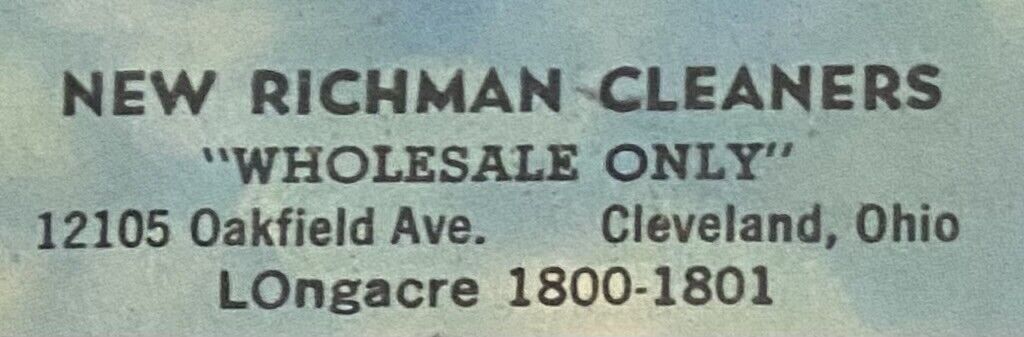 NEW RICHMAN CLEANERS
"WHOLESALE ONLY"
12105 Oakfield Ave. Cleveland, Ohio
LOngacre 1800-1801